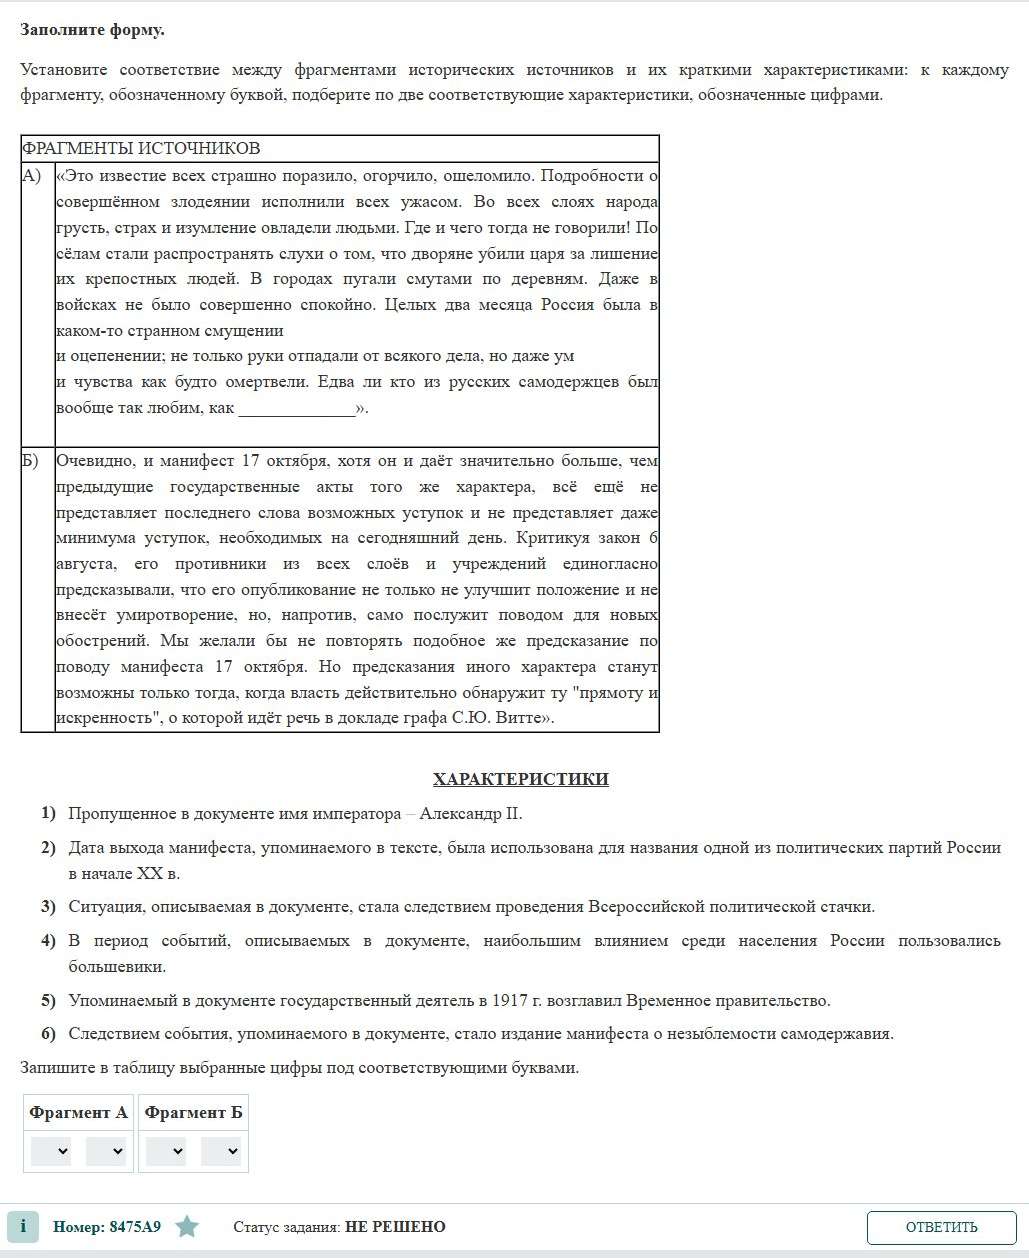 Заполните форму.
Установите соответствие между фрагментами исторических источников и их краткими характеристиками: к каждому
фрагменту, обозначенному буквой, подберите по две соответствующие характеристики, обозначенные цифрами.
ФРАГМЕНТЫ ИСТОЧНИКОВ
А) «Это известие всех страшно поразило, огорчило, ошеломило. Подробности о
совершённом злодеянии исполнили всех ужасом. Во всех слоях народа
грусть, страх и изумление овладели людьми. Где и чего тогда не говорили! По
сёлам стали распространять слухи о том, что дворяне убили царя за лишение
их крепостных людей. В городах пугали смутами по деревням. Даже в
войсках не было совершенно спокойно. Целых два месяца Россия была в
каком-то странном смущении
и оцепенении; не только руки отпадали от всякого дела, но даже ум
и чувства как будто омертвели. Едва ли кто из русских самодержцев был
вообще так любим, как _____________».
Б) Очевидно, и манифест 17 октября, хотя он и даёт значительно больше, чем
предыдущие государственные акты того же характера, всё ещё не
представляет последнего слова возможных уступок и не представляет даже
минимума уступок, необходимых на сегодняшний день. Критикуя закон 6
августа, его противники из всех слоёв и учреждений единогласно
предсказывали, что его опубликование не только не улучшит положение и не
внесёт умиротворение, но, напротив, само послужит поводом для новых
обострений. Мы желали бы не повторять подобное же предсказание по
поводу манифеста 17 октября. Но предсказания иного характера станут
возможны только тогда, когда власть действительно обнаружит ту "прямоту и
искренность", о которой идёт речь в докладе графа С.Ю. Витте».
ХАРАКТЕРИСТИКИ
1) Пропущенное в документе имя императора – Александр II.
2) Дата выхода манифеста, упоминаемого в тексте, была использована для названия одной из политических партий России
в начале XX в.
3) Ситуация, описываемая в документе, стала следствием проведения Всероссийской политической стачки.
4) В период событий, описываемых в документе, наибольшим влиянием среди населения России пользовались
большевики.
5) Упоминаемый в документе государственный деятель в 1917 г. возглавил Временное правительство.
6) Следствием события, упоминаемого в документе, стало издание манифеста о незыблемости самодержавия.
Запишите в таблицу выбранные цифры под соответствующими буквами.
Фрагмент А Фрагмент Б
i Номер: 8475A9 Статус задания: НЕ РЕШЕНО ОТВЕТИТЬ